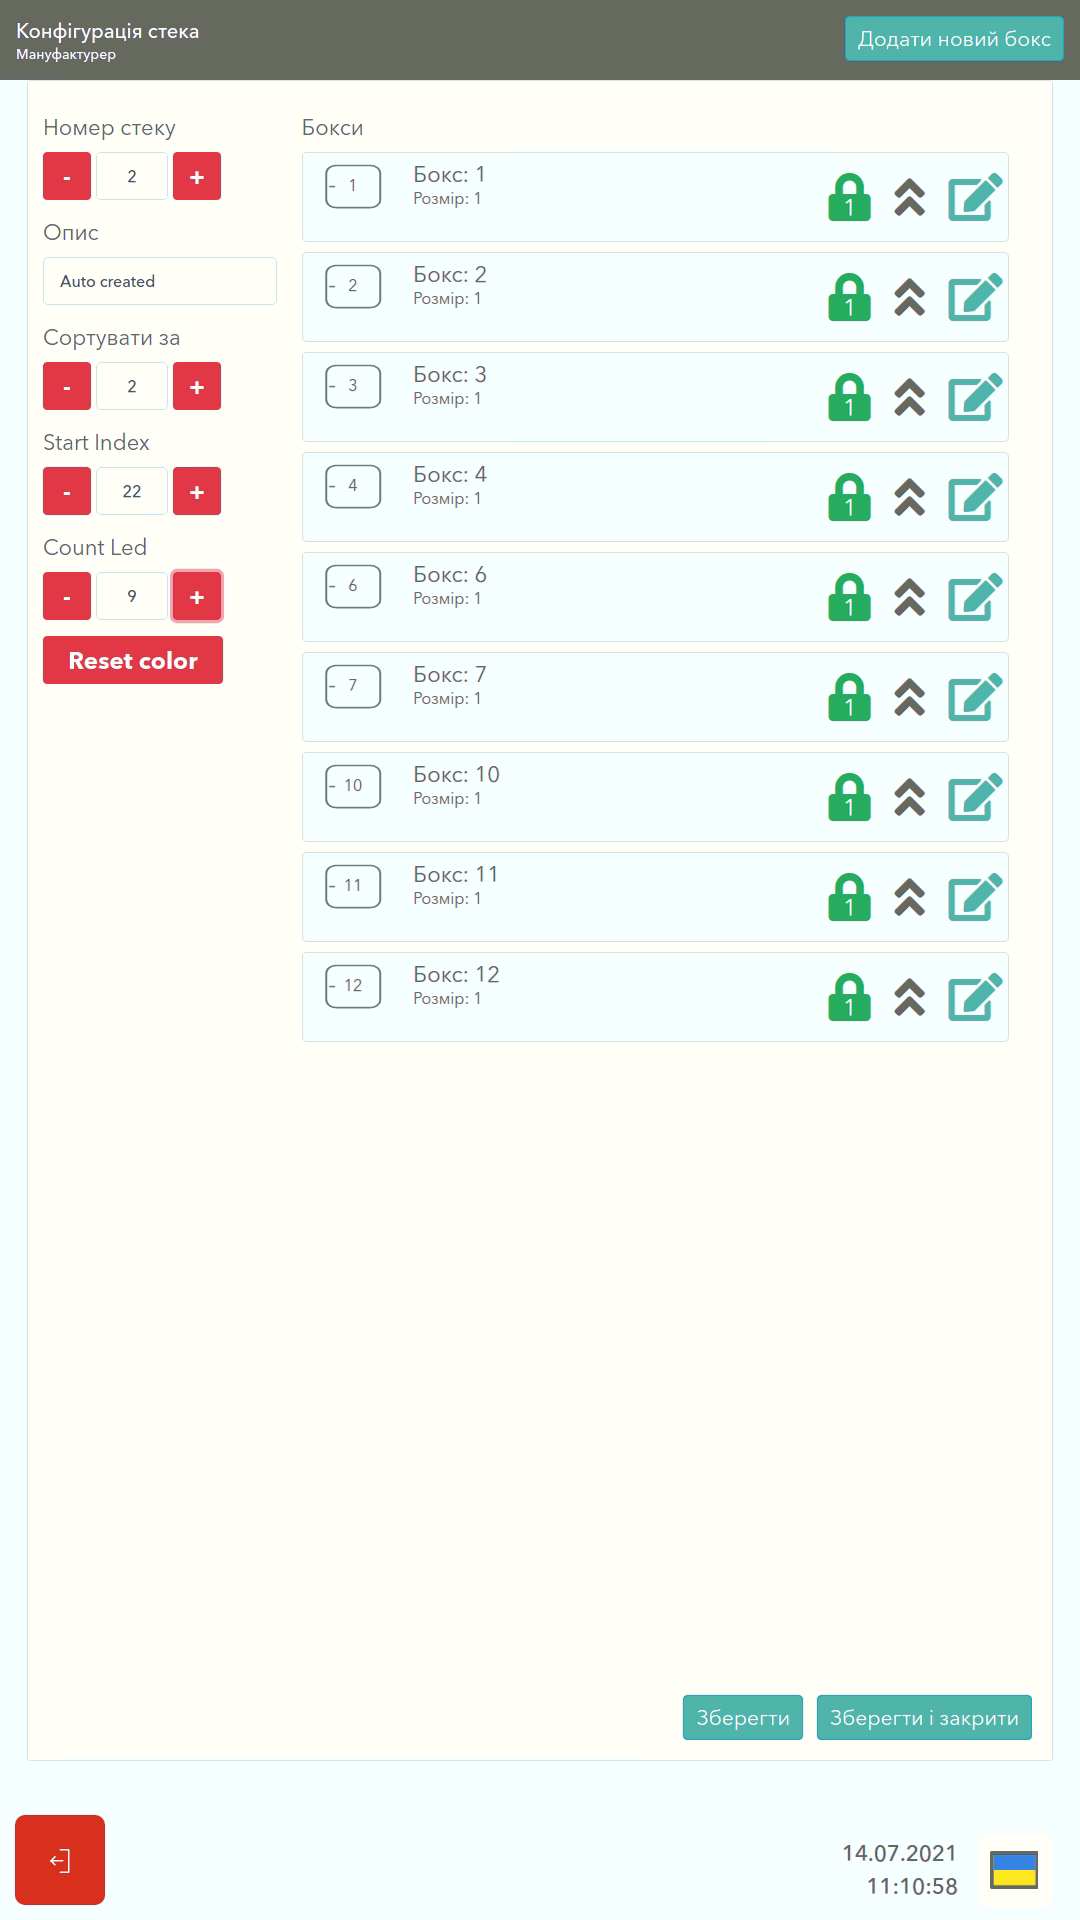 Конфігурація стека
Мануфактурер
Додати новий бокс
Номер стеку
- 2 +
Опис
Auto created
Сортувати за
- 2 +
Start Index
- 22 +
Count Led
- 9 +
Reset color
Бокси
- 1
Бокс: 1
Розмір: 1
1
- 2
Бокс: 2
Розмір: 1
1
- 3
Бокс: 3
Розмір: 1
1
- 4
Бокс: 4
Розмір: 1
1
- 6
Бокс: 6
Розмір: 1
1
- 7
Бокс: 7
Розмір: 1
1
- 10
Бокс: 10
Розмір: 1
1
- 11
Бокс: 11
Розмір: 1
1
- 12
Бокс: 12
Розмір: 1
1
Зберегти
Зберегти і закрити
14.07.2021
11:10:58